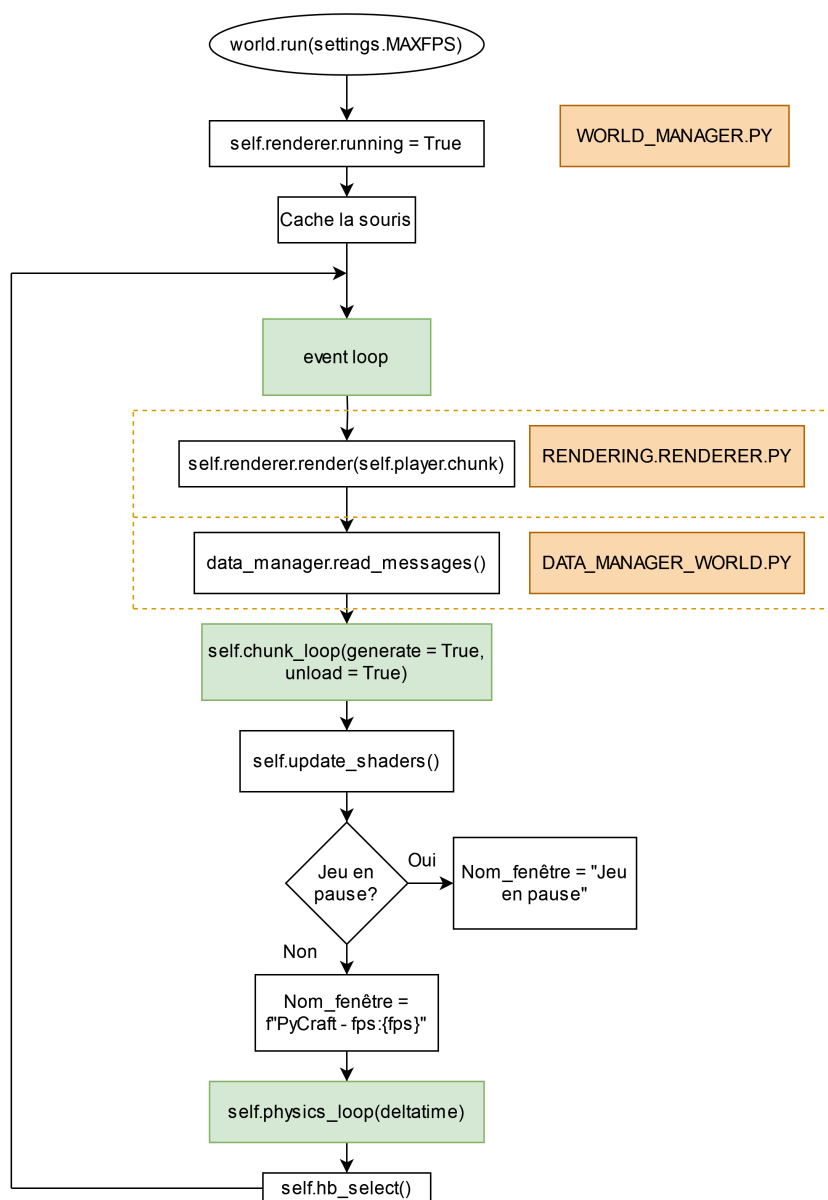 world.run(settings.MAXFPS)
self.renderer.running = True
WORLD_MANAGER.PY
Cache la souris
event loop
self.renderer.render(self.player.chunk)
RENDERING.RENDERER.PY
data_manager.read_messages()
DATA_MANAGER_WORLD.PY
self.chunk_loop(generate = True,
unload = True)
self.update_shaders()
Jeu en
pause?
Oui
Nom_fenêtre = "Jeu
en pause"
Non
Nom_fenêtre =
f"PyCraft - fps:{fps}"
self.physics_loop(deltatime)
self.hb_select()